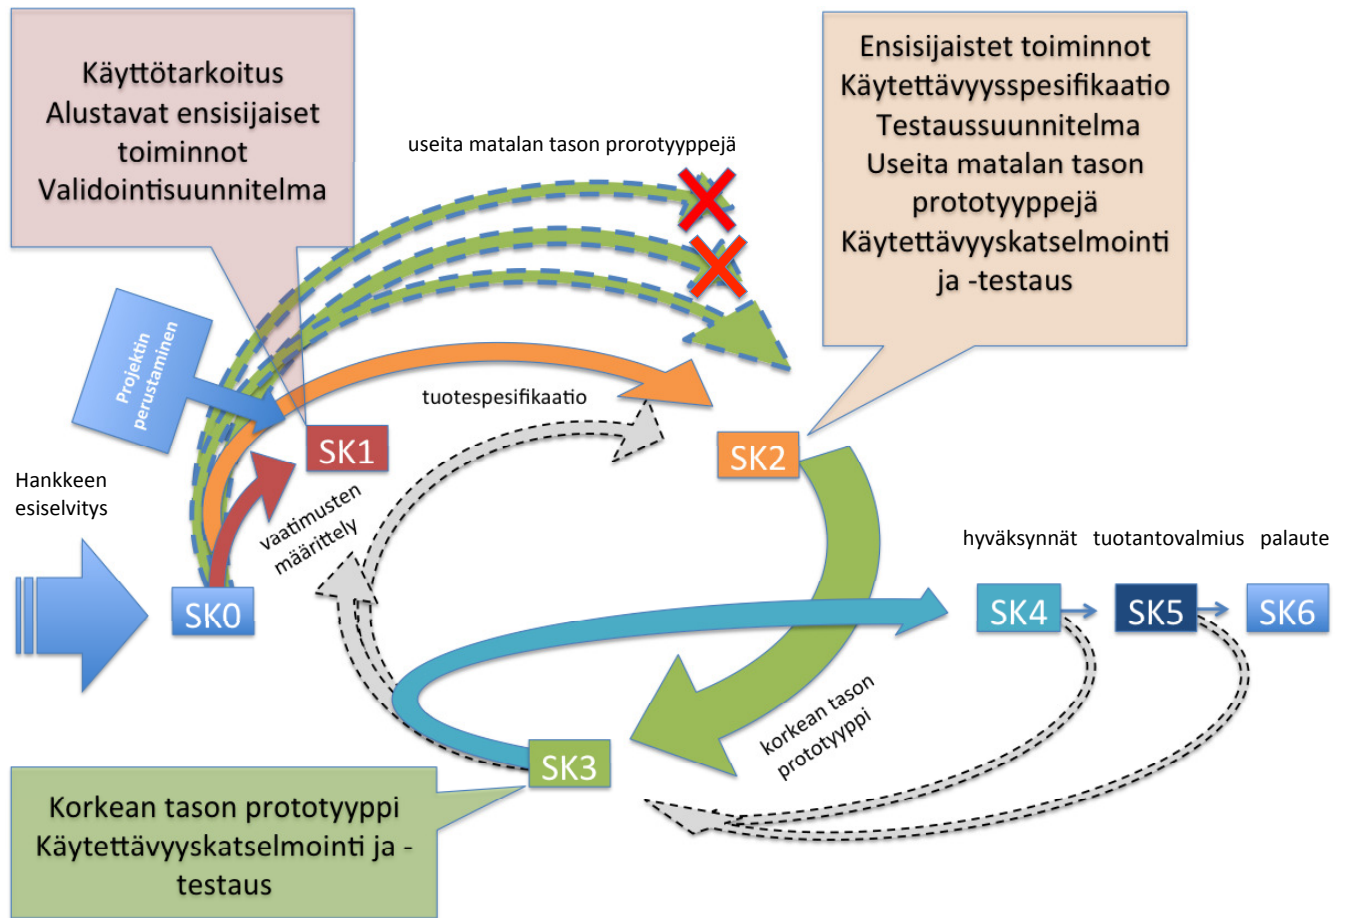 Käyttötarkoitus
Alustavat ensisijaiset
toiminnot
Validointisuunnitelma
useita matalan tason prorotyyppejä
Ensisijaistet toiminnot
Käytettävyysspesifikaatio
Testaussuunnitelma
Useita matalan tason
prototyyppejä
Käytettävyyskatselmointi
ja -testaus
Projektin
perustaminen
tuotespesifikaatio
SK1
SK2
Hankkeen
esiselvitys
vaatimusten
määrittely
hyväksynnät
tuotantovalmius
palaute
SK0
SK4
SK5
SK6
korkean tason
prototyyppi
SK3
Korkean tason prototyyppi
Käytettävyyskatselmointi ja -
testaus